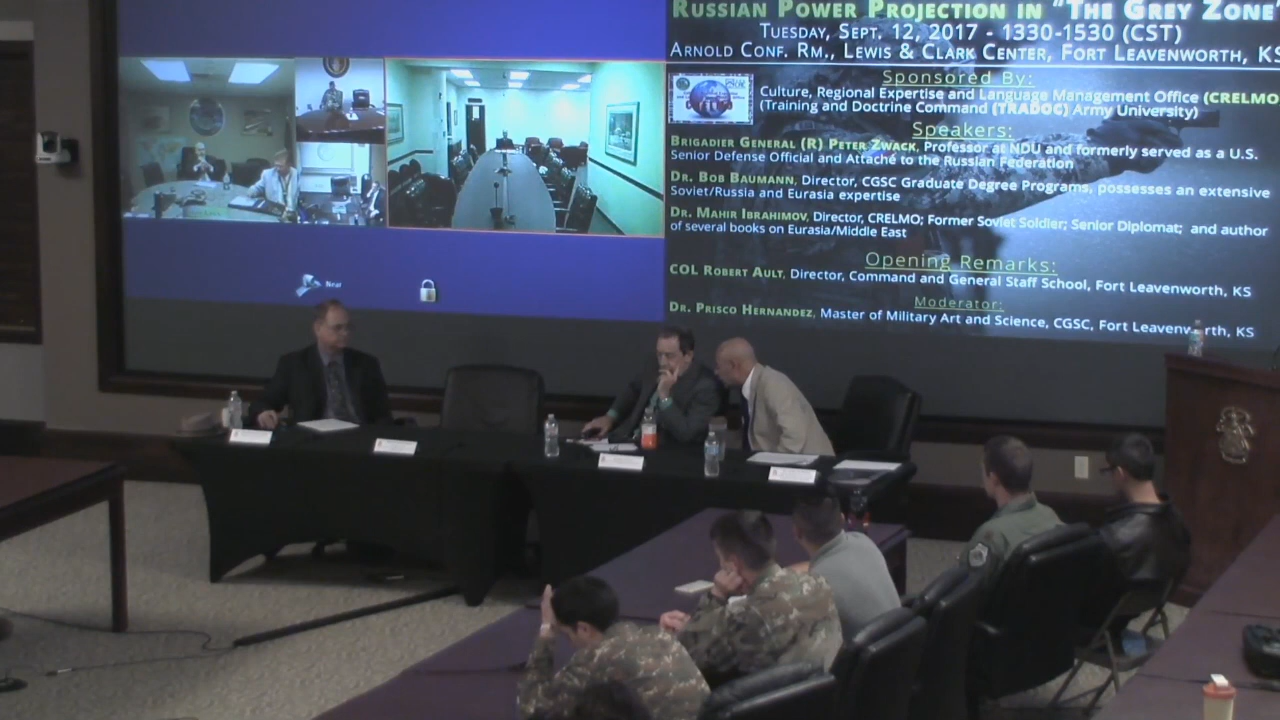 RUSSIAN POWER PROJECTION IN "THE GREY ZONE"
TUESDAY, SEPT. 12, 2017 - 1330-1530 (CST)
ARNOLD CONF. RM., LEWIS & CLARK CENTER, FORT LEAVENWORTH, KS
Sponsored By:
Culture, Regional Expertise and Language Management Office (CRELMO)
(Training and Doctrine Command (TRADOC) Army University)
Speakers:
BRIGADIER GENERAL (R) PETER ZWACK, Professor at NDU and formerly served as a U.S.
Senior Defense Official and Attaché to the Russian Federation
DR. BOB BAUMANN, Director, CGSC Graduate Degree Programs, possesses an extensive
Soviet/Russia and Eurasia expertise
DR. MAHIR IBRAHIMOV, Director, CRELMO; Former Soviet Soldier; Senior Diplomat; and author
of several books on Eurasia/Middle East
Opening Remarks:
COL ROBERT AULT, Director, Command and General Staff School, Fort Leavenworth, KS
Moderator:
DR. PRISCO HERNANDEZ, Master of Military Art and Science, CGSC, Fort Leavenworth, KS
Near